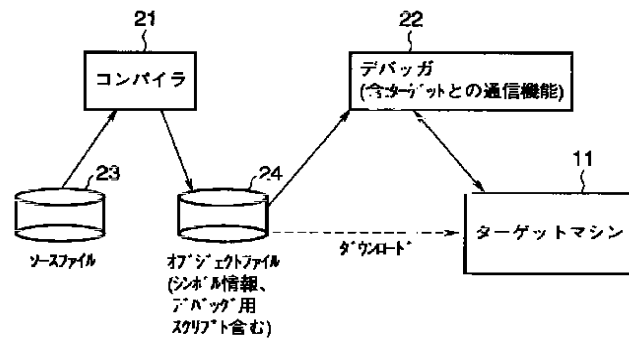 21
コンパイラ
22
デバッガ
(含ターゲットとの通信機能)
23
ソースファイル
24
オブジェクトファイル
(シンボル情報、
デバッグ用
スクリプト含む)
ダウンロード
11
ターゲットマシン